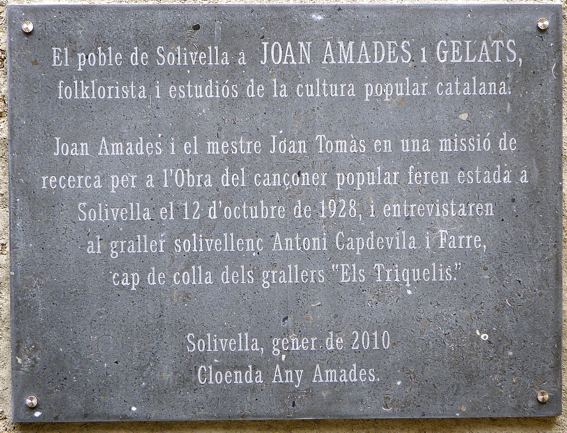 El poble de Solivella a JOAN AMADES i GELATS,
folklorista i estudiós de la cultura popular catalana.
Joan Amades i el mestre Joan Tomàs en una missió de
recerca per a l'Obra del cançoner popular feren estada a
Solivella el 12 d'octubre de 1928, i entrevistaren
al graller solivellenc Antoni Capdevila i Farre,
cap de colla dels grallers "Els Triquelis."
Solivella, gener de 2010
Cloenda Any Amades.